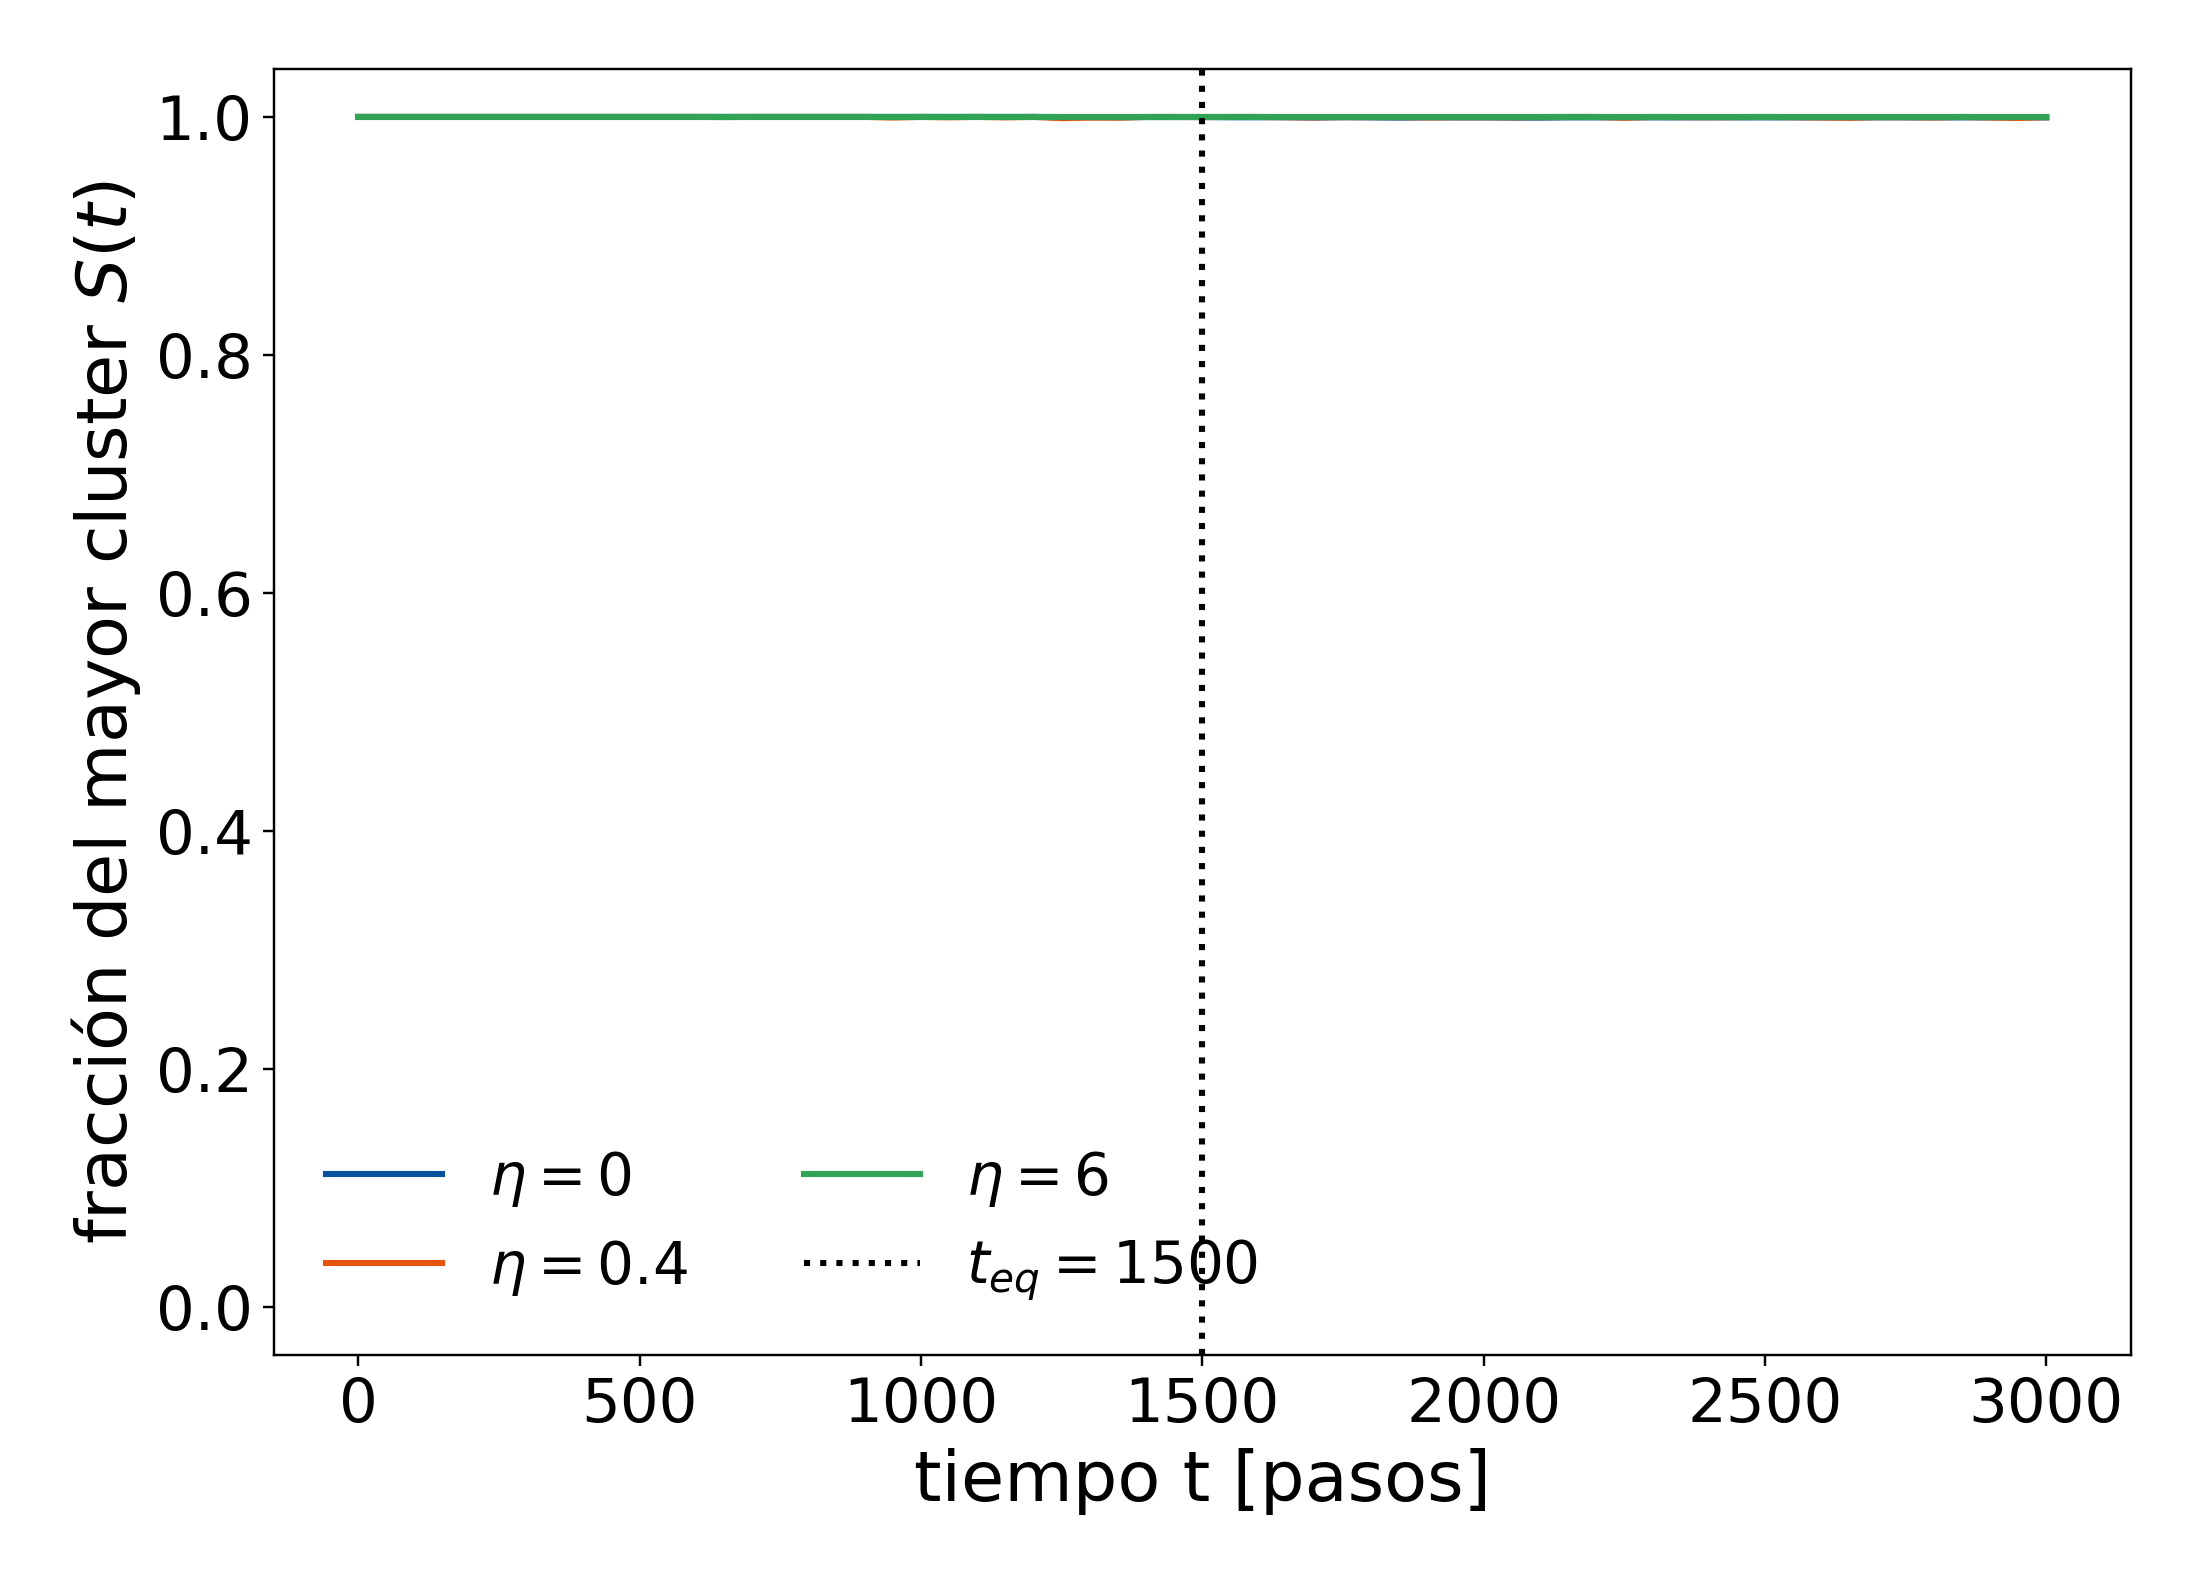 fracción del mayor cluster S(t)
1.0
0.8
0.6
0.4
0.2
0.0
η = 0
η = 0.4
η = 6
t_eq = 1500
0 500 1000 1500 2000 2500 3000
tiempo t [pasos]